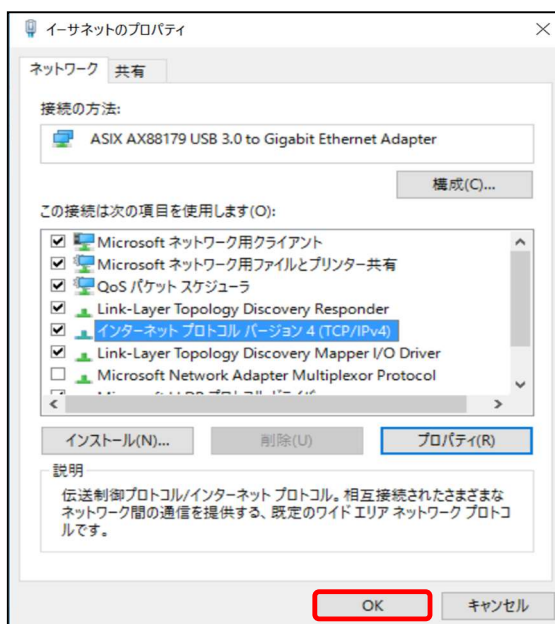 イーサネットのプロパティ
ネットワーク 共有
接続の方法:
ASIX AX88179 USB 3.0 to Gigabit Ethernet Adapter
構成(C)...
この接続は次の項目を使用します(O):
Microsoft ネットワーク用クライアント
Microsoft ネットワーク用ファイルとプリンター共有
QoS パケット スケジューラ
Link-Layer Topology Discovery Responder
インターネット プロトコル バージョン 4 (TCP/IPv4)
Link-Layer Topology Discovery Mapper I/O Driver
Microsoft Network Adapter Multiplexor Protocol
インストール(N)... 削除(U) プロパティ(R)
説明
伝送制御プロトコル/インターネット プロトコル。相互接続されたさまざまな
ネットワーク間の通信を提供する、既定のワイド エリア ネットワーク プロトコ
ルです。
OK キャンセル